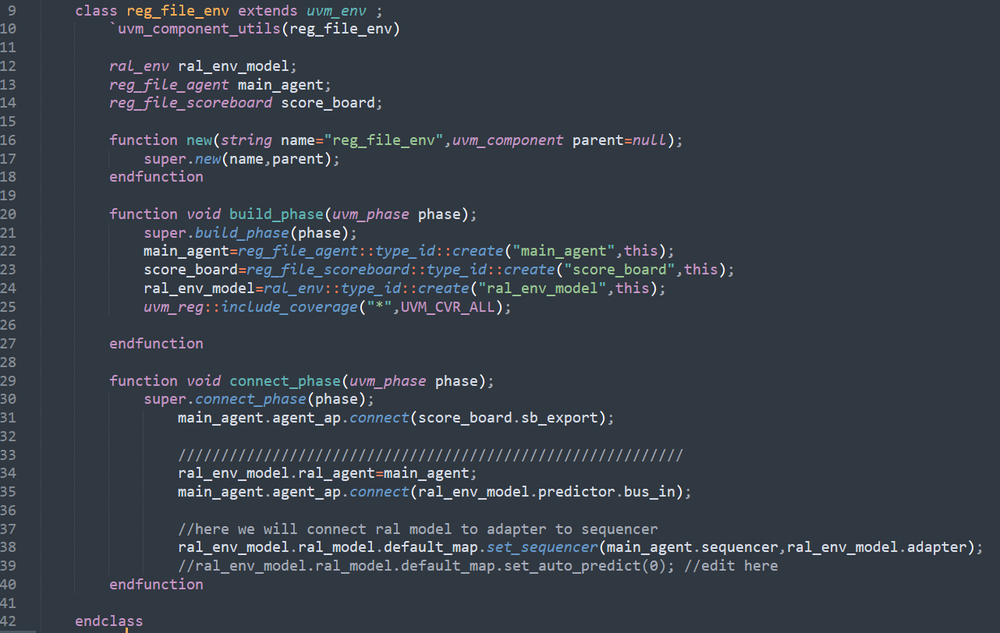 9 class reg_file_env extends uvm_env ;
10 `uvm_component_utils(reg_file_env)
11
12 ral_env ral_env_model;
13 reg_file_agent main_agent;
14 reg_file_scoreboard score_board;
15
16 function new(string name="reg_file_env",uvm_component parent=null);
17 super.new(name,parent);
18 endfunction
19
20 function void build_phase(uvm_phase phase);
21 super.build_phase(phase);
22 main_agent=reg_file_agent::type_id::create("main_agent",this);
23 score_board=reg_file_scoreboard::type_id::create("score_board",this);
24 ral_env_model=ral_env::type_id::create("ral_env_model",this);
25 uvm_reg::include_coverage("*",UVM_CVR_ALL);
26
27 endfunction
28
29 function void connect_phase(uvm_phase phase);
30 super.connect_phase(phase);
31 main_agent.agent_ap.connect(score_board.sb_export);
32
33 ///////////////////////////////////////////////////////////
34 ral_env_model.ral_agent=main_agent;
35 main_agent.agent_ap.connect(ral_env_model.predictor.bus_in);
36
37 //here we will connect ral model to adapter to sequencer
38 ral_env_model.ral_model.default_map.set_sequencer(main_agent.sequencer,ral_env_model.adapter);
39 //ral_env_model.ral_model.default_map.set_auto_predict(0); //edit here
40 endfunction
41
42 endclass